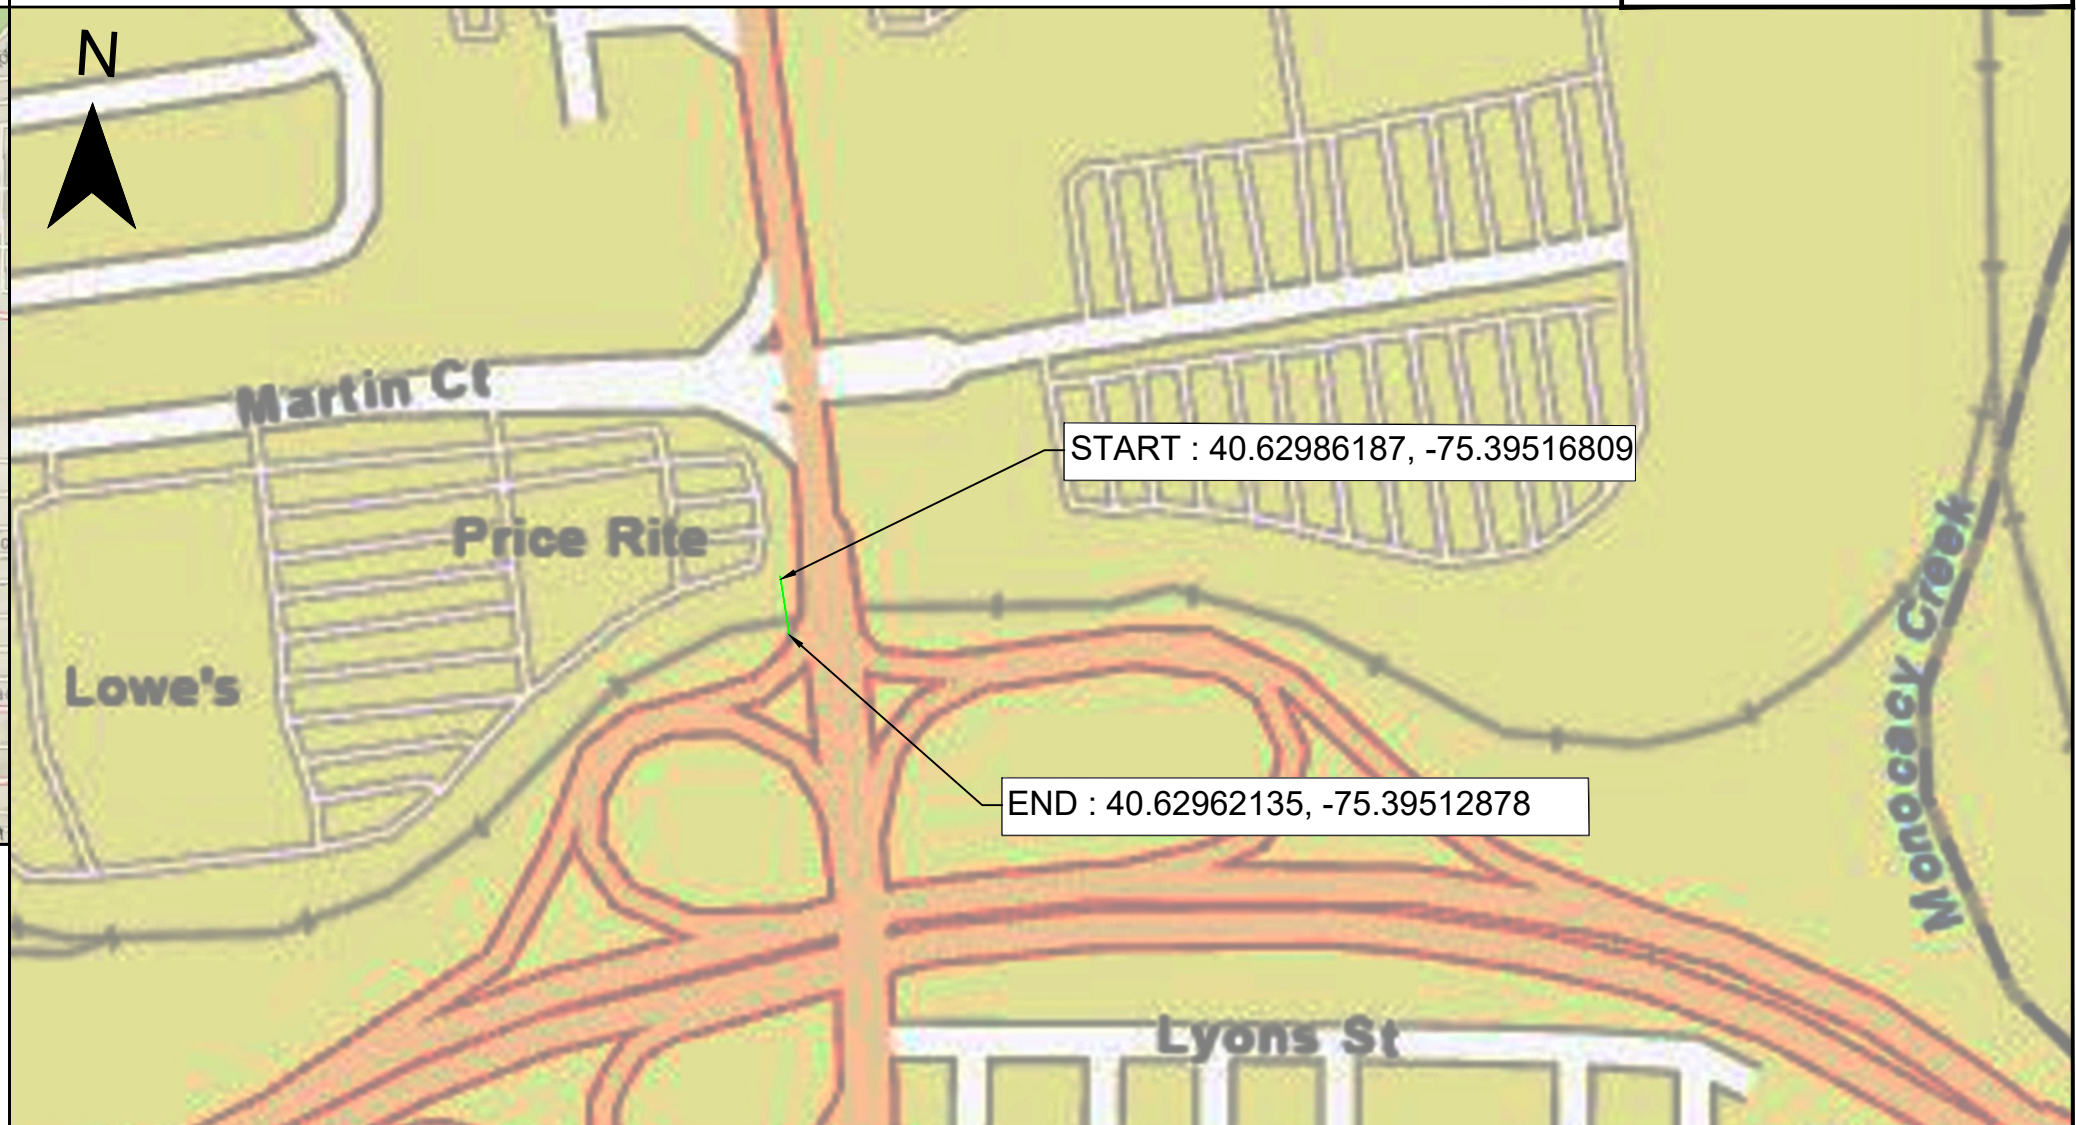 N
Martin Ct
START : 40.62986187, -75.39516809
Price Rite
Lowe's
Monocacy Creek
END : 40.62962135, -75.39512878
Lyons St